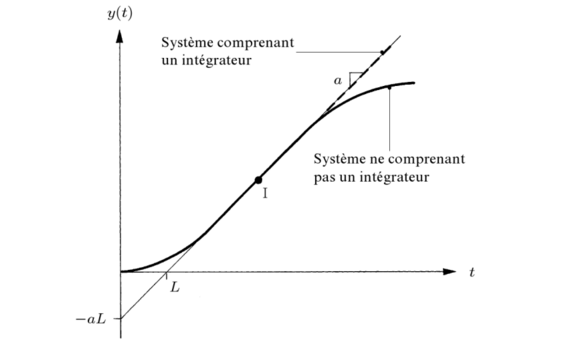 y(t)
Système comprenant
un intégrateur
a
Système ne comprenant
pas un intégrateur
I
t
L
−aL